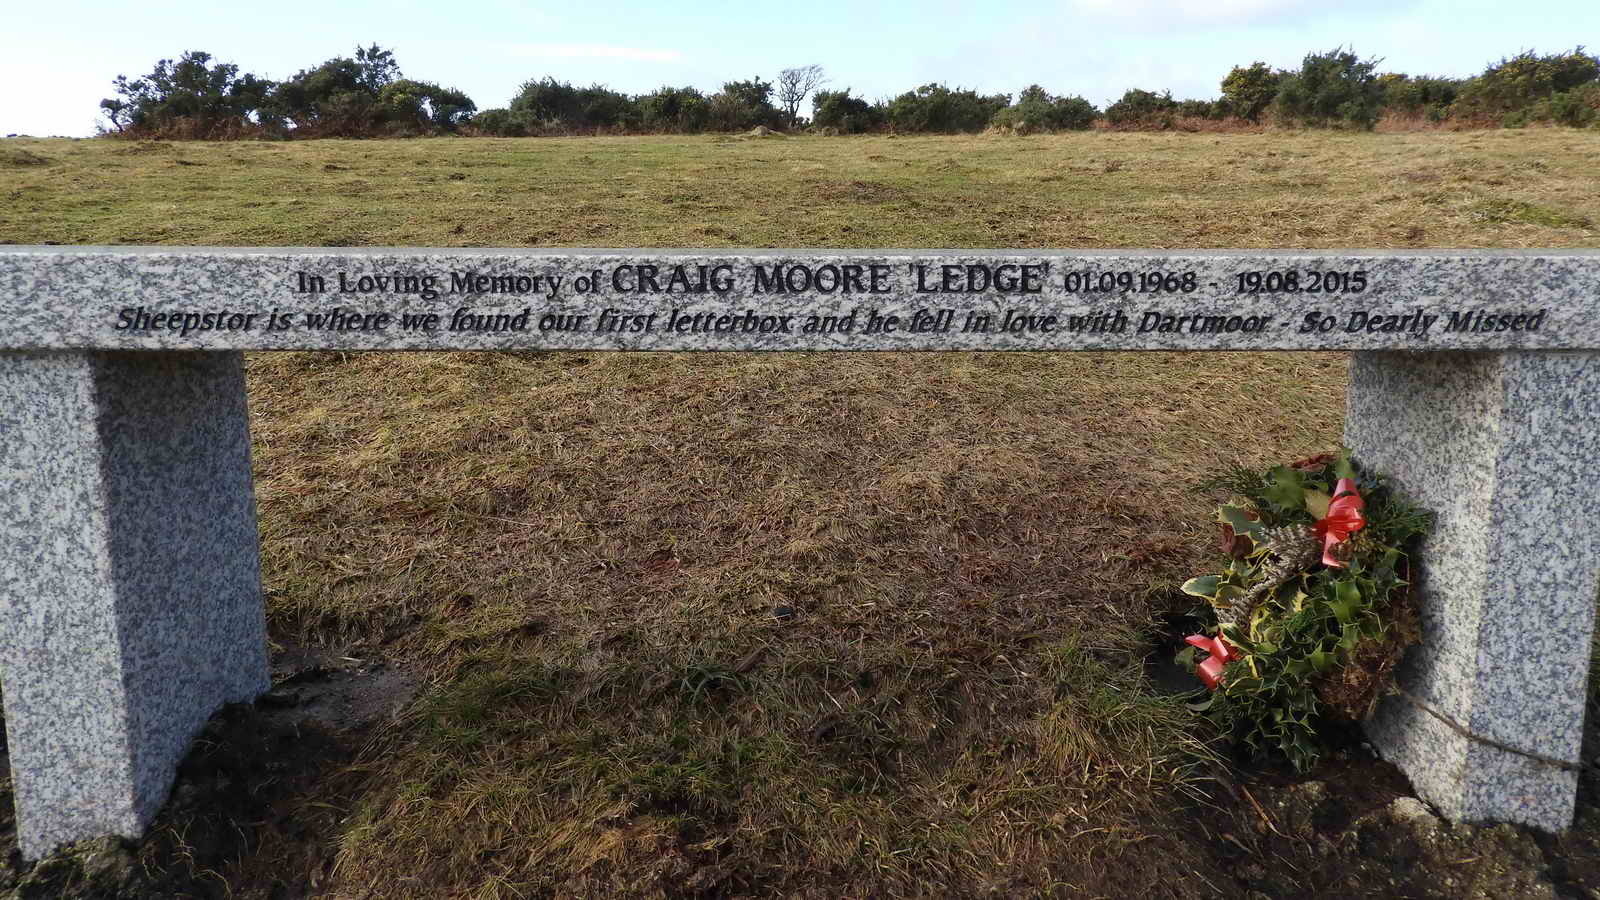 In Loving Memory of CRAIG MOORE 'LEDGE' 01.09.1968 - 19.08.2015
Sheepstor is where we found our first letterbox and he fell in love with Dartmoor - So Dearly Missed